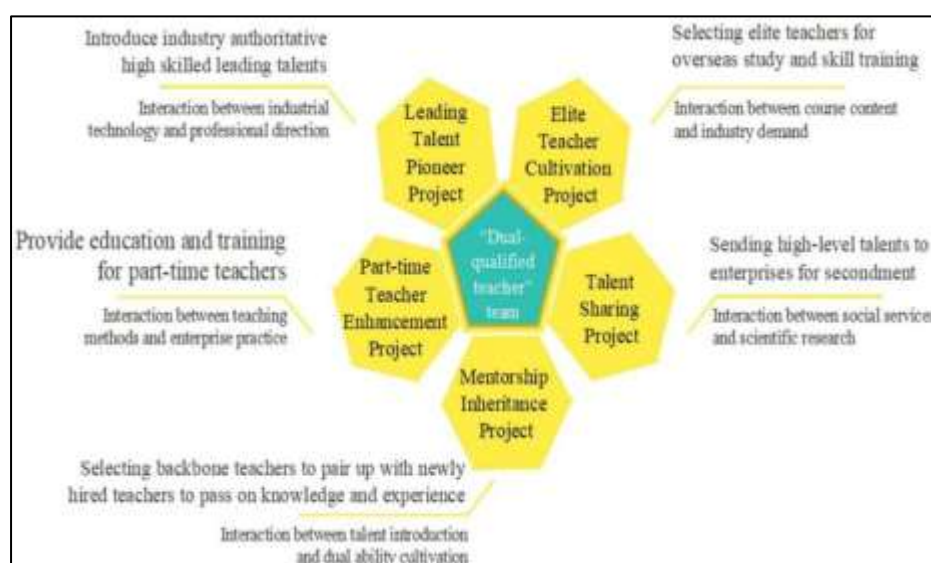 Introduce industry authoritative
high skilled leading talents
Interaction between industrial
technology and professional direction
Leading
Talent
Pioneer
Project
Elite
Teacher
Cultivation
Project
Selecting elite teachers for
overseas study and skill training
Interaction between course content
and industry demand
Provide education and training
for part-time teachers
Interaction between teaching
methods and enterprise practice
Part-time
Teacher
Enhancement
Project
"Dual-
qualified
teacher"
team
Talent
Sharing
Project
Sending high-level talents to
enterprises for secondment
Interaction between social service
and scientific research
Mentorship
Inheritance
Project
Selecting backbone teachers to pair up with newly
hired teachers to pass on knowledge and experience
Interaction between talent introduction
and dual ability cultivation